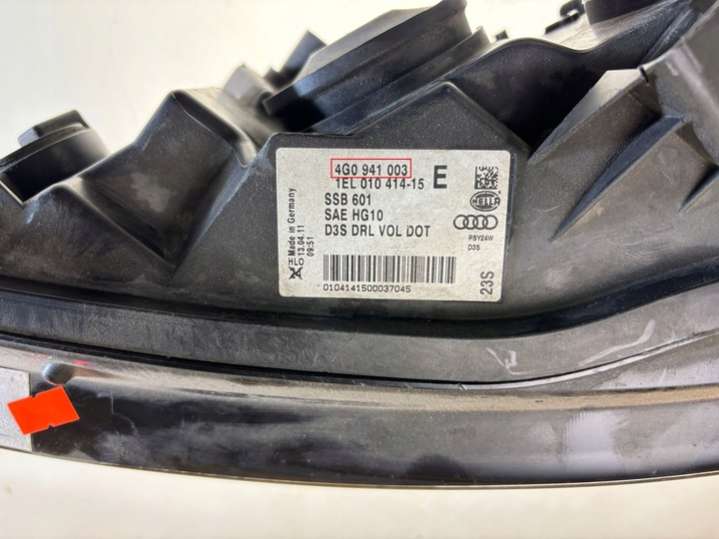 4G0 941 003
1EL 010 414-15 E
SSB 601
SAE HG10
D3S DRL VOL DOT
Made in Germany
13.04.11
09:51
HELLA
PSY24W
D3S
23S
0104141500037045